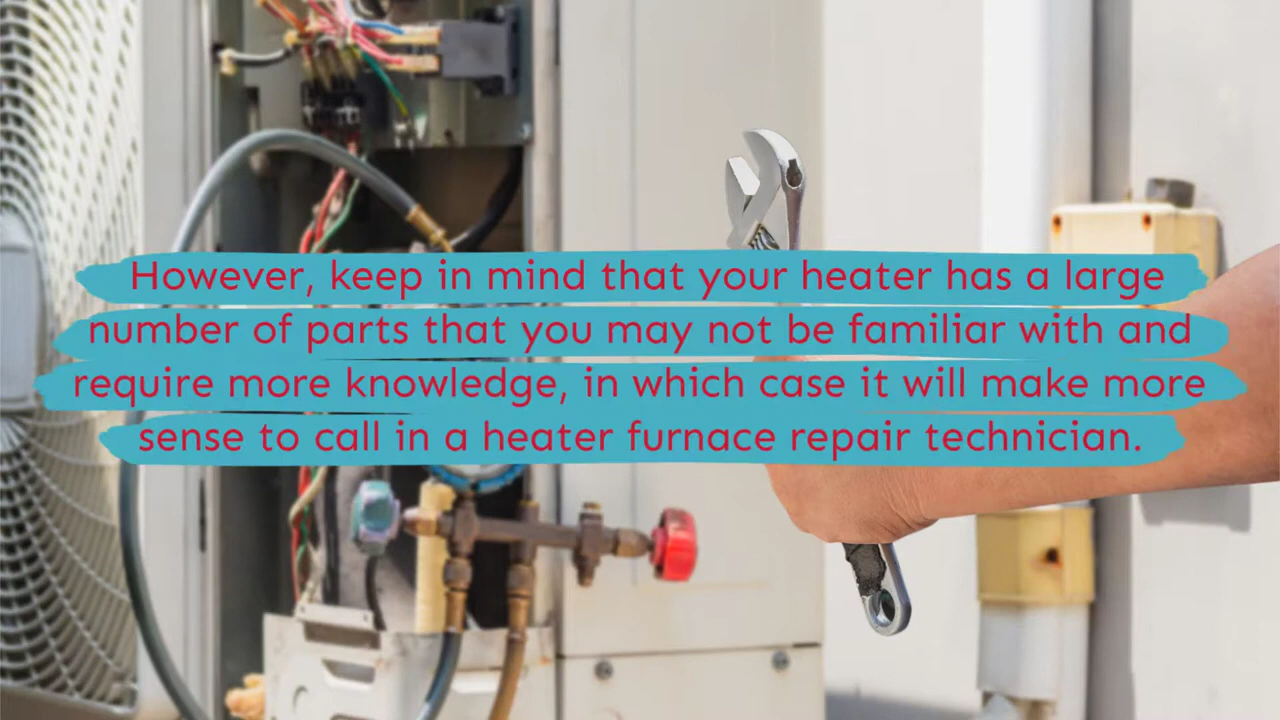 However, keep in mind that your heater has a large
number of parts that you may not be familiar with and
require more knowledge, in which case it will make more
sense to call in a heater furnace repair technician.